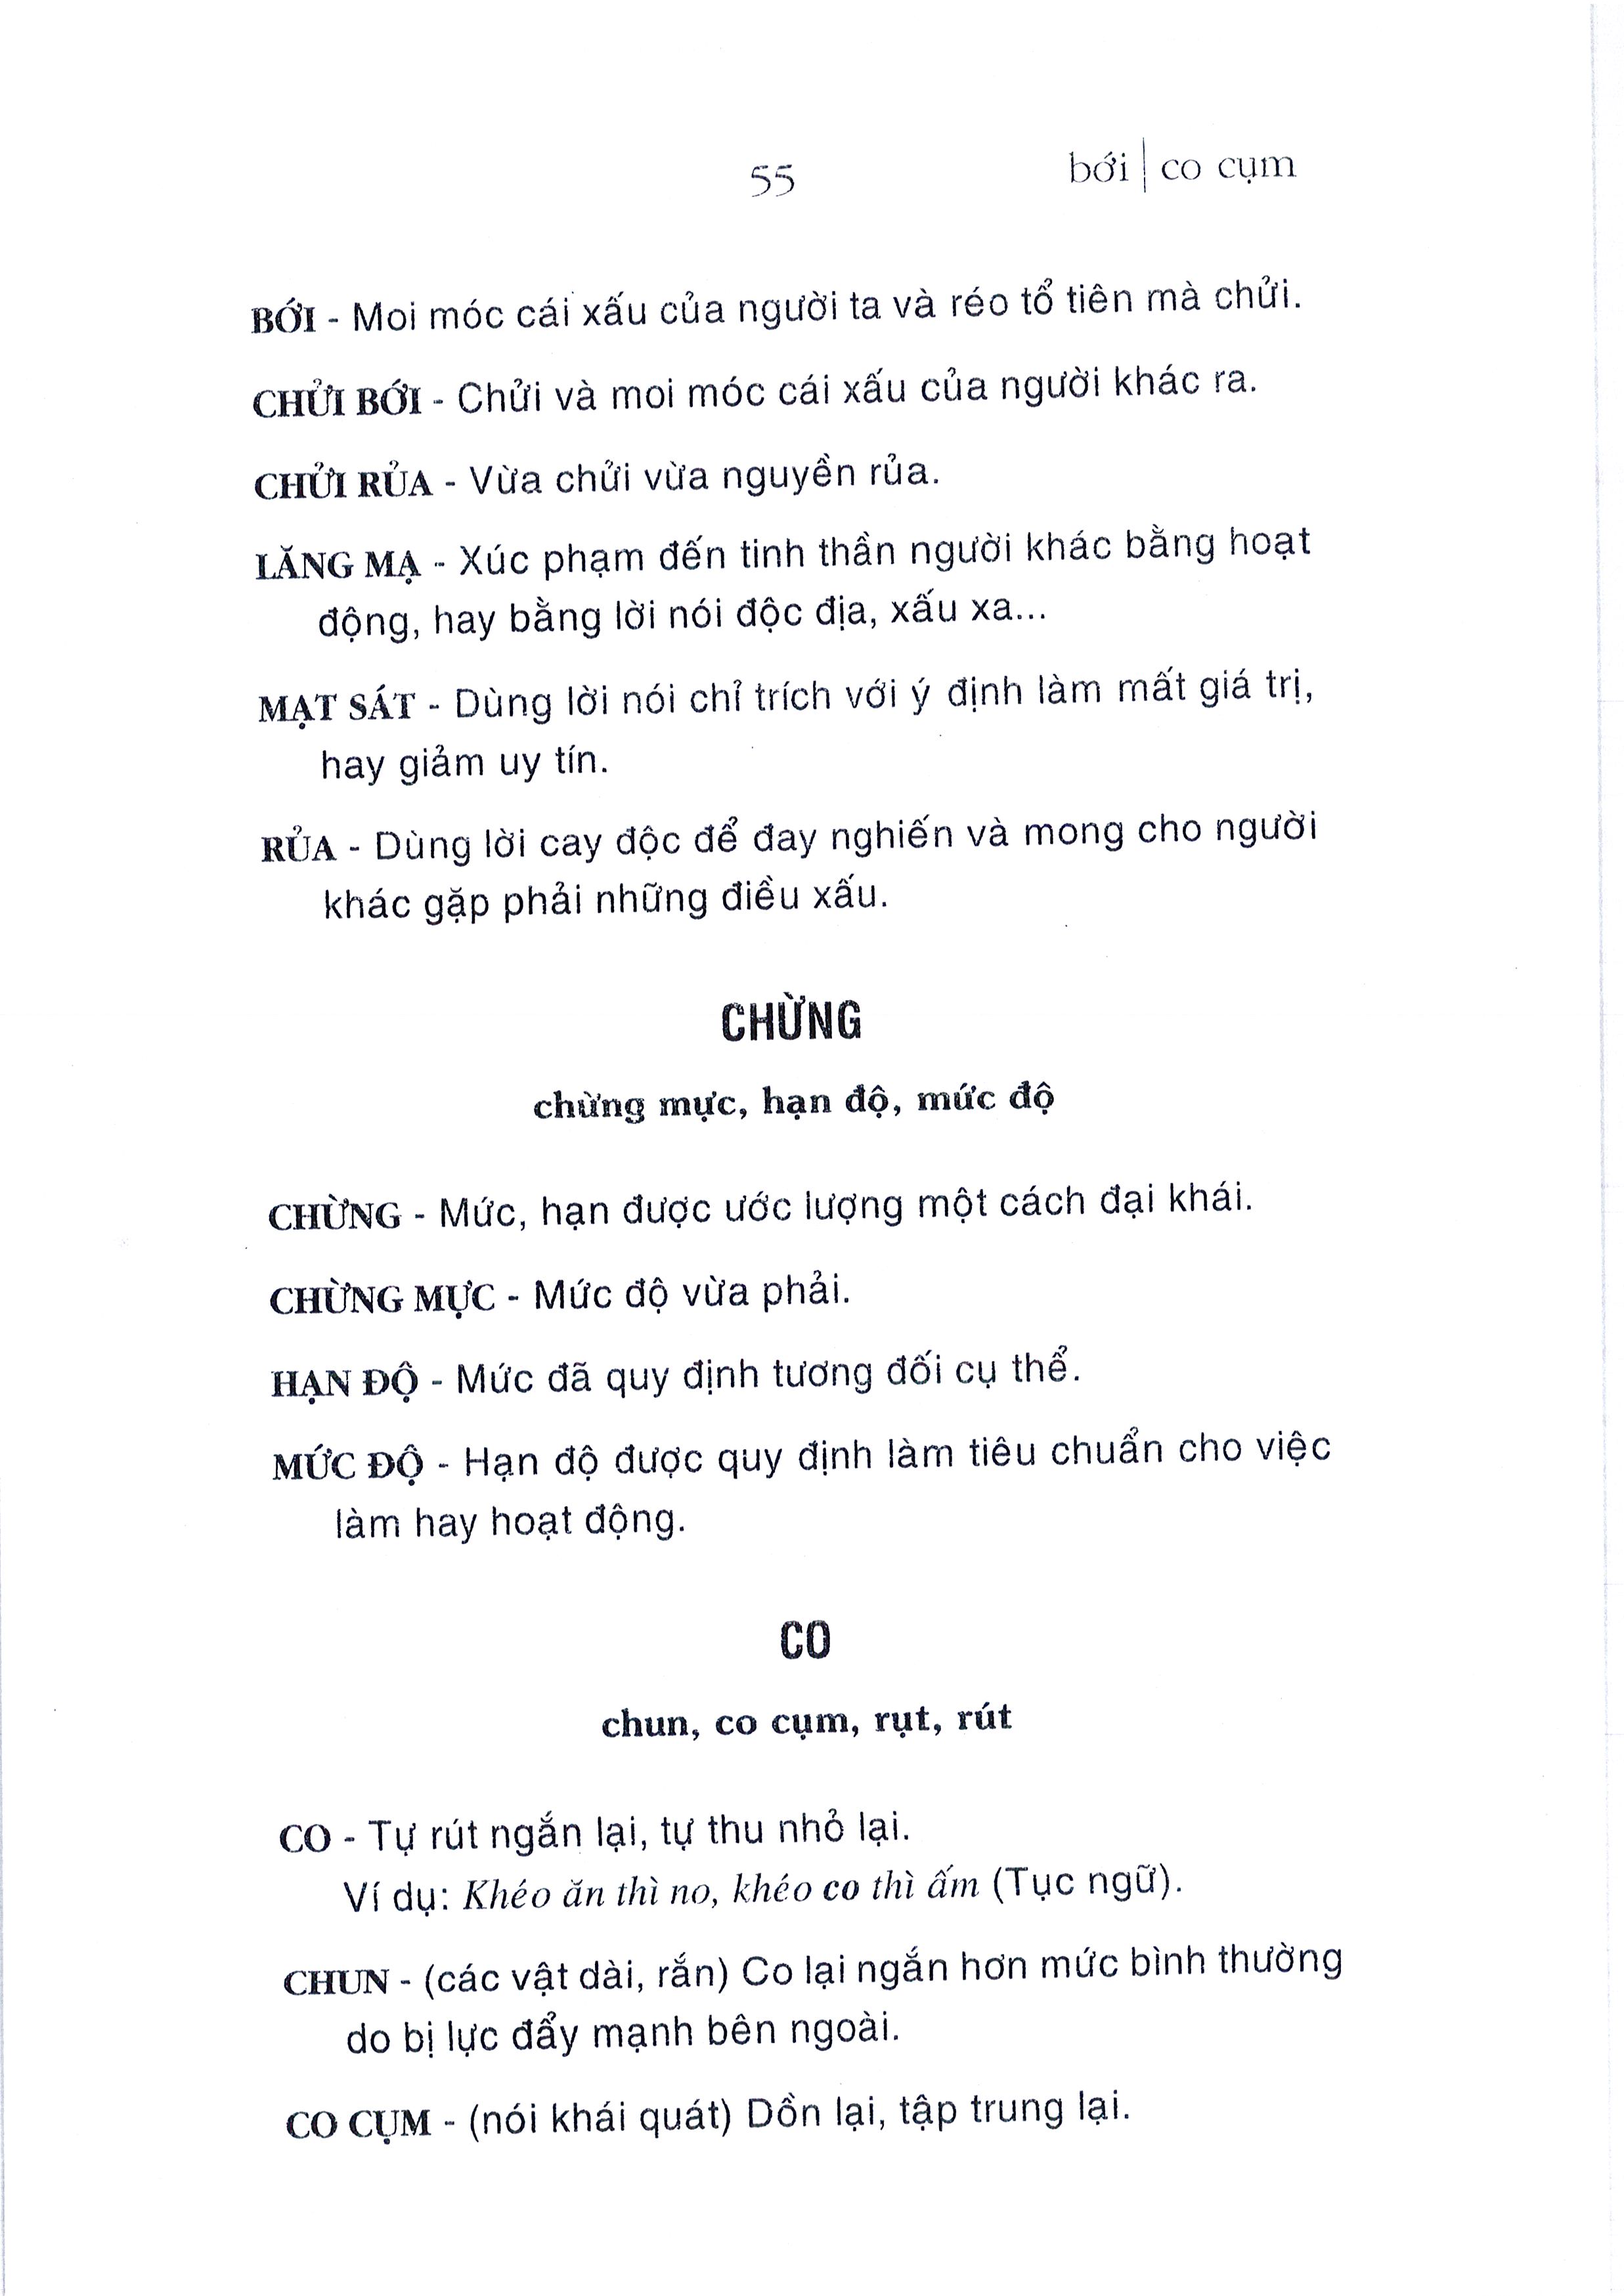 55
bới | co cụm
BỚI - Moi móc cái xấu của người ta và réo tổ tiên mà chửi.
CHỬI BỚI - Chửi và moi móc cái xấu của người khác ra.
CHỬI RỦA - Vừa chửi vừa nguyền rủa.
LĂNG MẠ - Xúc phạm đến tinh thần người khác bằng hoạt
động, hay bằng lời nói độc địa, xấu xa...
MẠT SÁT - Dùng lời nói chỉ trích với ý định làm mất giá trị,
hay giảm uy tín.
RỦA - Dùng lời cay độc để đay nghiến và mong cho người
khác gặp phải những điều xấu.
CHỪNG
chừng mực, hạn độ, mức độ
CHỪNG - Mức, hạn được ước lượng một cách đại khái.
CHỪNG MỰC - Mức độ vừa phải.
HẠN ĐỘ - Mức đã quy định tương đối cụ thể.
MỨC ĐỘ - Hạn độ được quy định làm tiêu chuẩn cho việc
làm hay hoạt động.
CO
chun, co cụm, rụt, rút
CO - Tự rút ngắn lại, tự thu nhỏ lại.
Ví dụ: Khéo ăn thì no, khéo co thì ấm (Tục ngữ).
CHUN - (các vật dài, rắn) Co lại ngắn hơn mức bình thường
do bị lực đẩy mạnh bên ngoài.
CO CỤM - (nói khái quát) Dồn lại, tập trung lại.